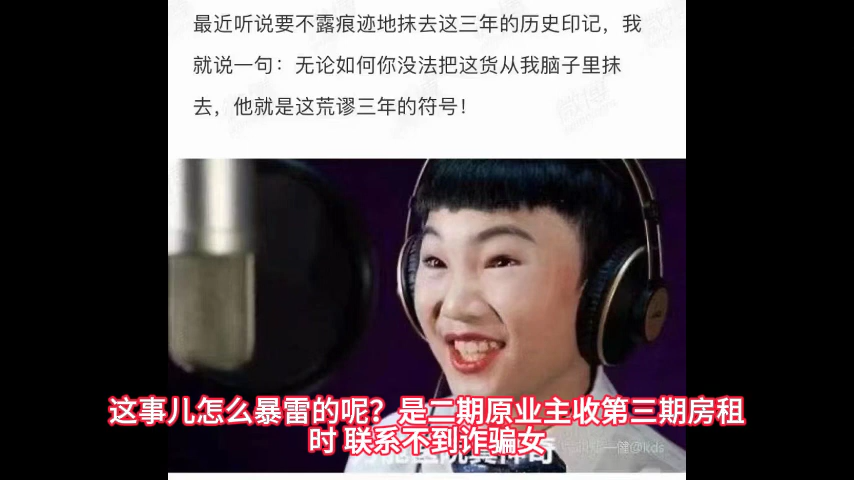 最近听说要不露痕迹地抹去这三年的历史印记，我
就说一句：无论如何你没法把这货从我脑子里抹
去，他就是这荒谬三年的符号！
这事儿怎么暴雷的呢？是二期原业主收第三期房租
时 联系不到诈骗女